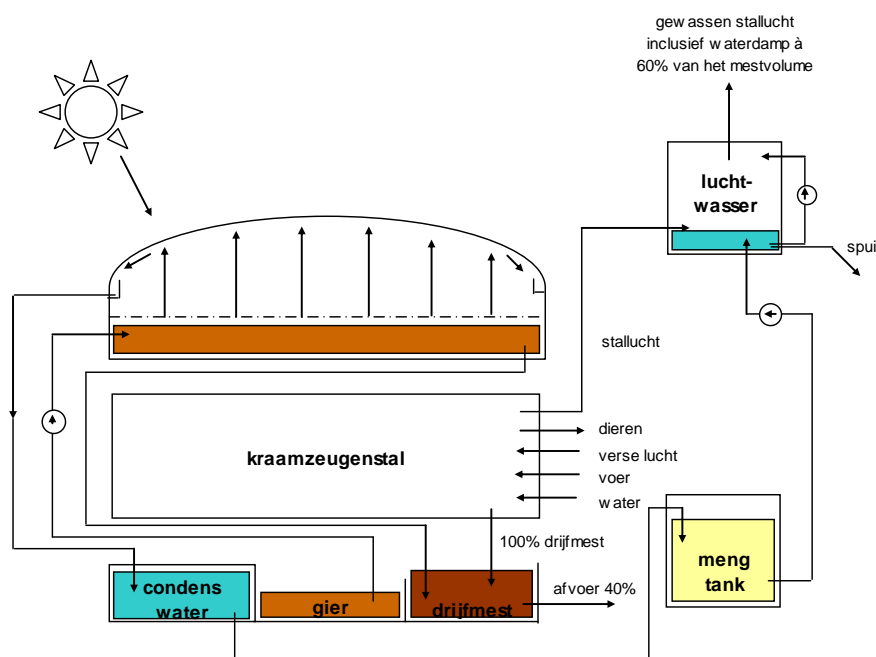 gewassen stallucht
inclusief waterdamp à
60% van het mestvolume
lucht-
wasser
spui
stallucht
dieren
verse lucht
voer
water
kraamzeugenstal
100% drijfmest
afvoer 40%
condens
water
gier
drijfmest
meng
tank